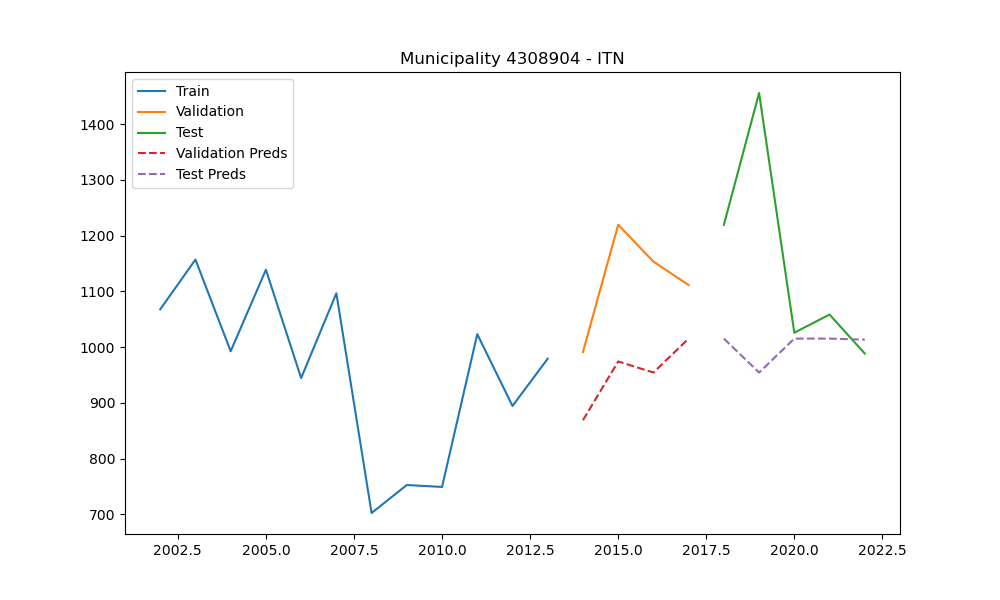 Municipality 4308904 - ITN
Train
Validation
Test
Validation Preds
Test Preds
1400
1300
1200
1100
1000
900
800
700
2002.5 2005.0 2007.5 2010.0 2012.5 2015.0 2017.5 2020.0 2022.5